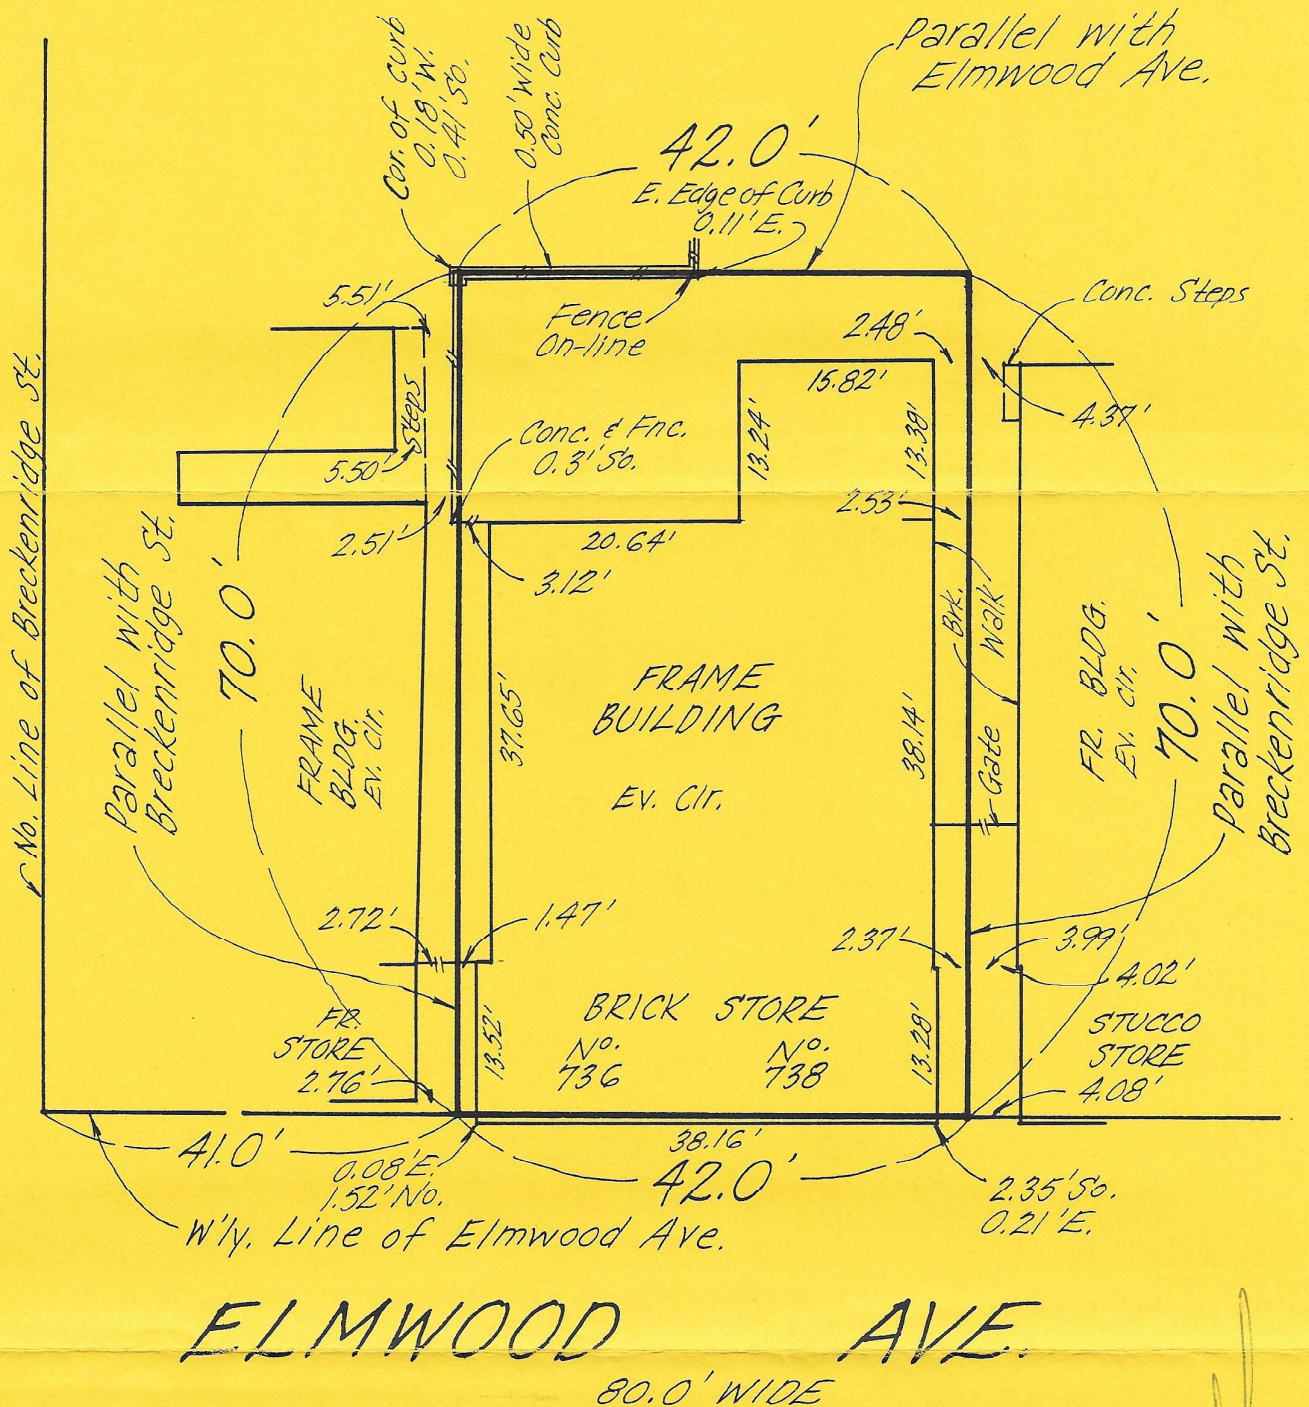 Parallel with
Elmwood Ave.
Cor. of Curb
0.18' W.
0.41' So.
0.50' Wide
Conc. Curb
42.0'
E. Edge of Curb
0.11' E.
5.51'
Fence
On-line
2.48'
Conc. Steps
15.82'
4.37'
Steps
Conc. & Fnc.
0.3' So.
13.24'
13.38'
5.50'
2.53'
2.51'
20.64'
3.12'
No. Line of Breckenridge St.
Parallel with
Breckenridge St.
70.0'
FRAME
BLDG.
Ev. Clr.
37.65'
FRAME
BUILDING
Ev. Clr.
38.14'
Brk.
Walk
Gate
FR. BLDG.
Ev. Clr.
70.0'
Parallel with
Breckenridge St.
2.72'
1.47'
2.37'
3.99'
4.02'
FR.
STORE
2.76'
13.52'
BRICK STORE
No. No.
736 738
13.28'
STUCCO
STORE
4.08'
41.0'
0.08' E.
1.52' No.
38.16'
42.0'
2.35' So.
0.21' E.
W'ly. Line of Elmwood Ave.
ELMWOOD AVE.
80.0' WIDE